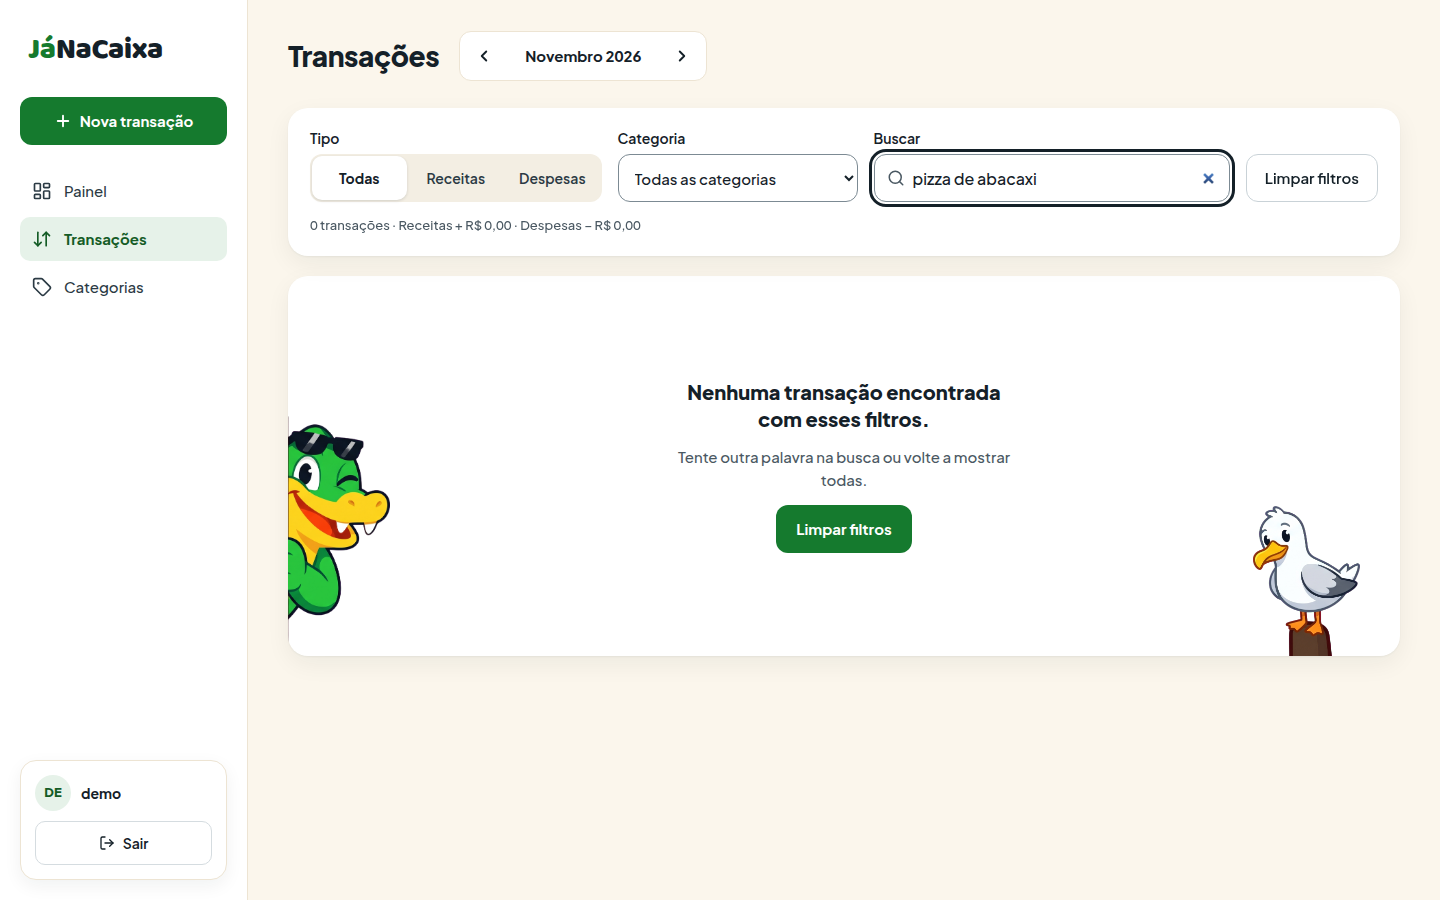 JáNaCaixa
Nova transação
Painel
Transações
Categorias
DE
demo
Sair
Transações
Novembro 2026
Tipo
Todas
Receitas
Despesas
Categoria
Todas as categorias
Buscar
pizza de abacaxi
Limpar filtros
0 transações · Receitas + R$ 0,00 · Despesas − R$ 0,00
Nenhuma transação encontrada
com esses filtros.
Tente outra palavra na busca ou volte a mostrar
todas.
Limpar filtros